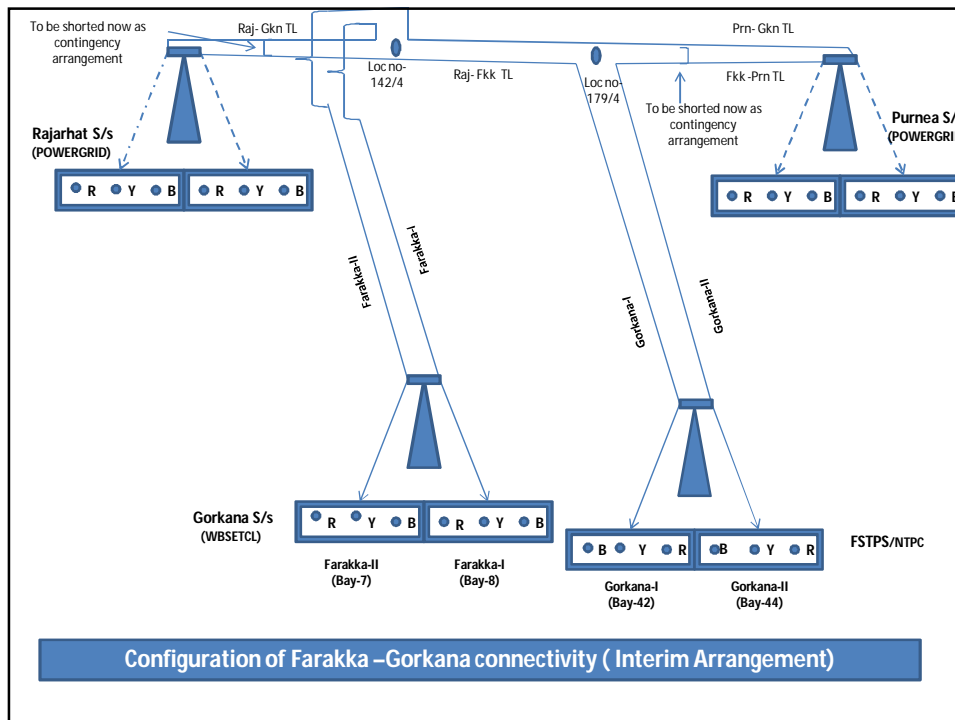 To be shorted now as
contingency
arrangement
Raj- Gkn TL
Prn- Gkn TL
Loc no-
142/4
Raj- Fkk TL
Loc no-
179/4
Fkk -Prn TL
To be shorted now as
contingency
arrangement
Rajarhat S/s
(POWERGRID)
Purnea S/
(POWERGRI
R Y B R Y B
R Y B R Y B
Farakka-II
Farakka-I
Gorkana-I
Gorkana-II
Gorkana S/s
(WBSETCL)
R Y B R Y B
B Y R B Y R
FSTPS/NTPC
Farakka-II
(Bay-7)
Farakka-I
(Bay-8)
Gorkana-I
(Bay-42)
Gorkana-II
(Bay-44)
Configuration of Farakka –Gorkana connectivity ( Interim Arrangement)